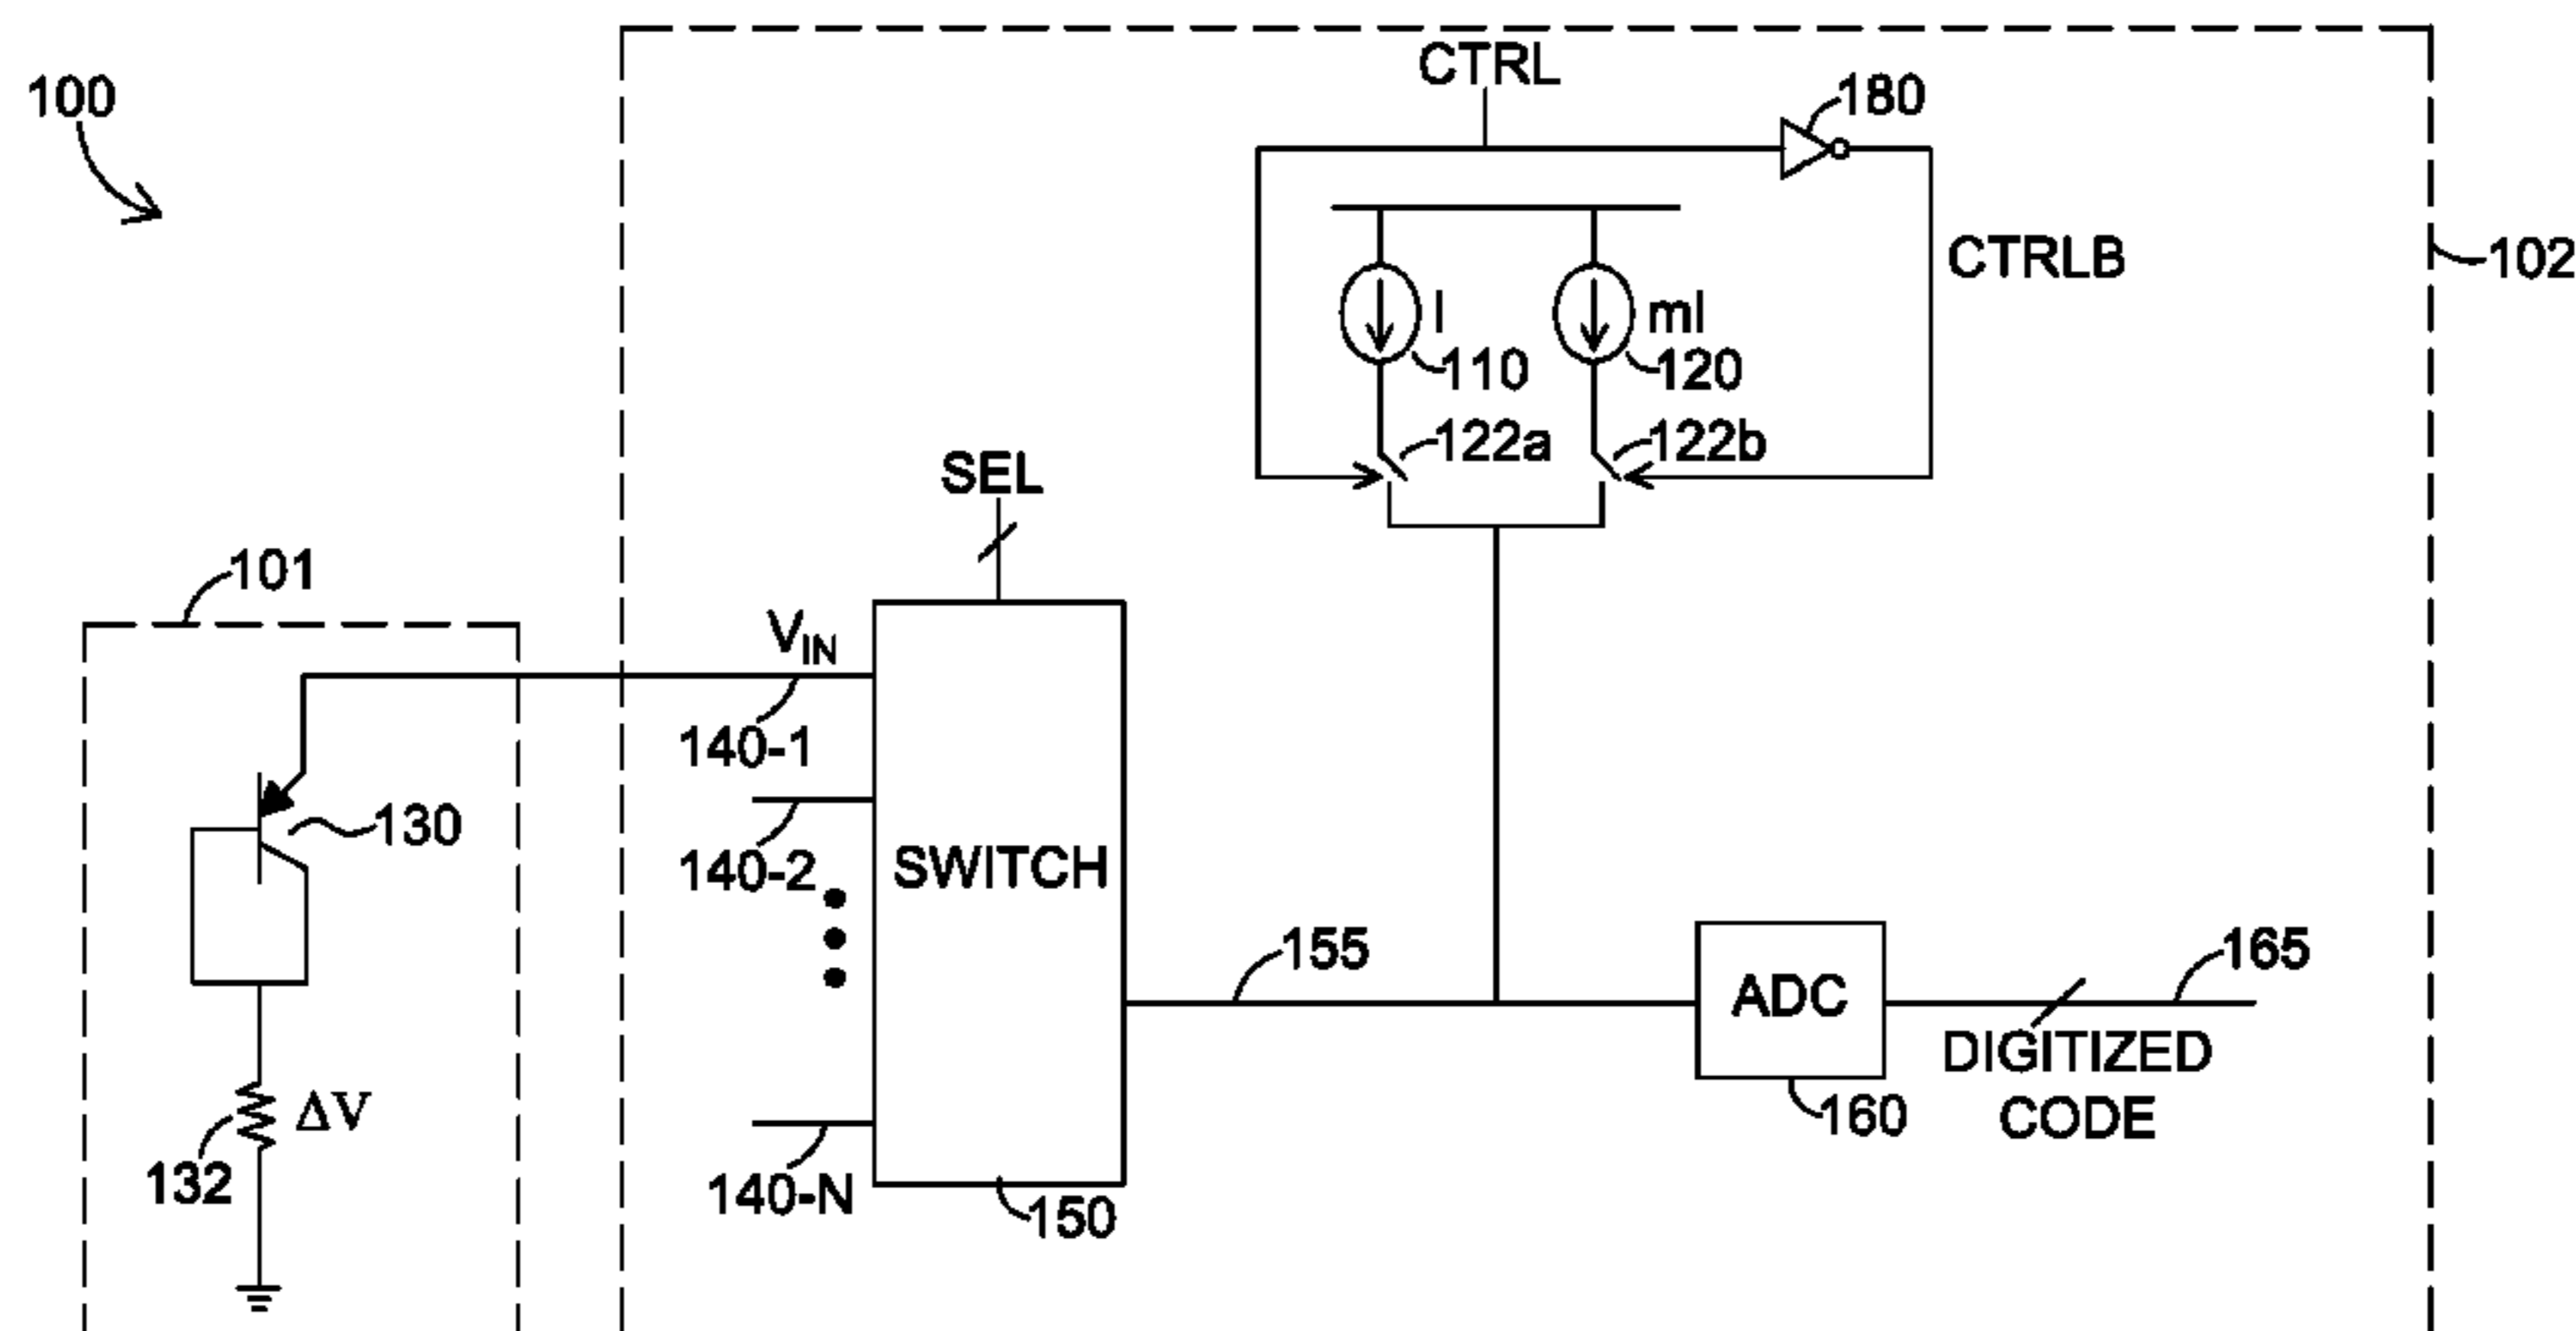 100
CTRL
180
CTRLB
102
I
110
mI
120
122a
122b
SEL
101
V_IN
140-1
130
140-2
SWITCH
155
ADC
165
DIGITIZED
CODE
160
ΔV
132
140-N
150